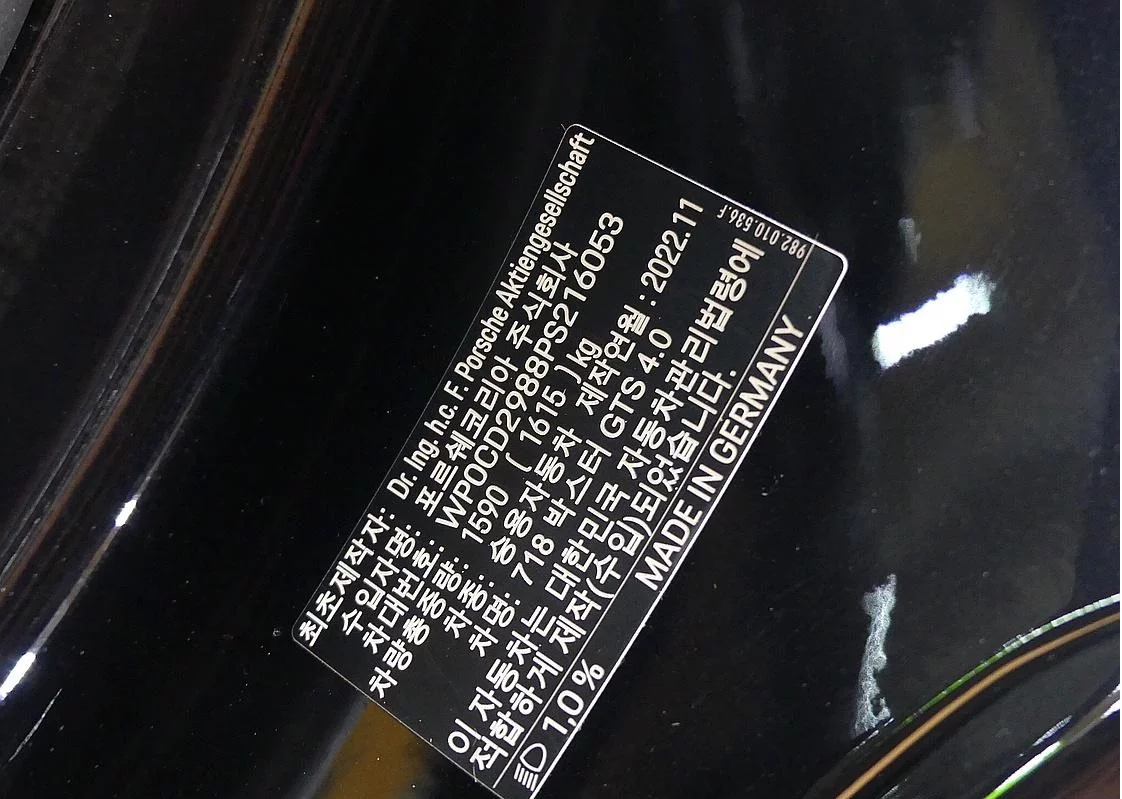 최초제작자: Dr. Ing. h.c. F. Porsche Aktiengesellschaft
수입자명: 포르쉐코리아 주식회사
차대번호: WP0CD2988PS216053
차량총중량: 1590 ( 1615 ) kg
차종: 승용자동차 제작연월: 2022.11
차명: 718 박스터 GTS 4.0
이 자동차는 대한민국 자동차관리법령에
적합하게 제작(수입)되었습니다.
982.010.536.F
1.0 % MADE IN GERMANY